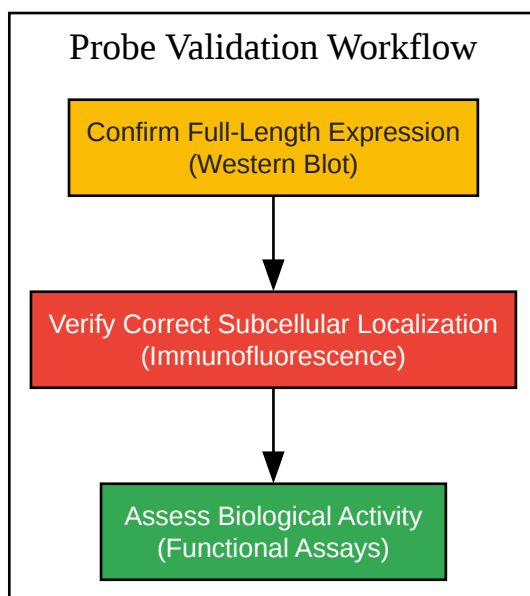 Probe Validation Workflow
Confirm Full-Length Expression
(Western Blot)
Verify Correct Subcellular Localization
(Immunofluorescence)
Assess Biological Activity
(Functional Assays)